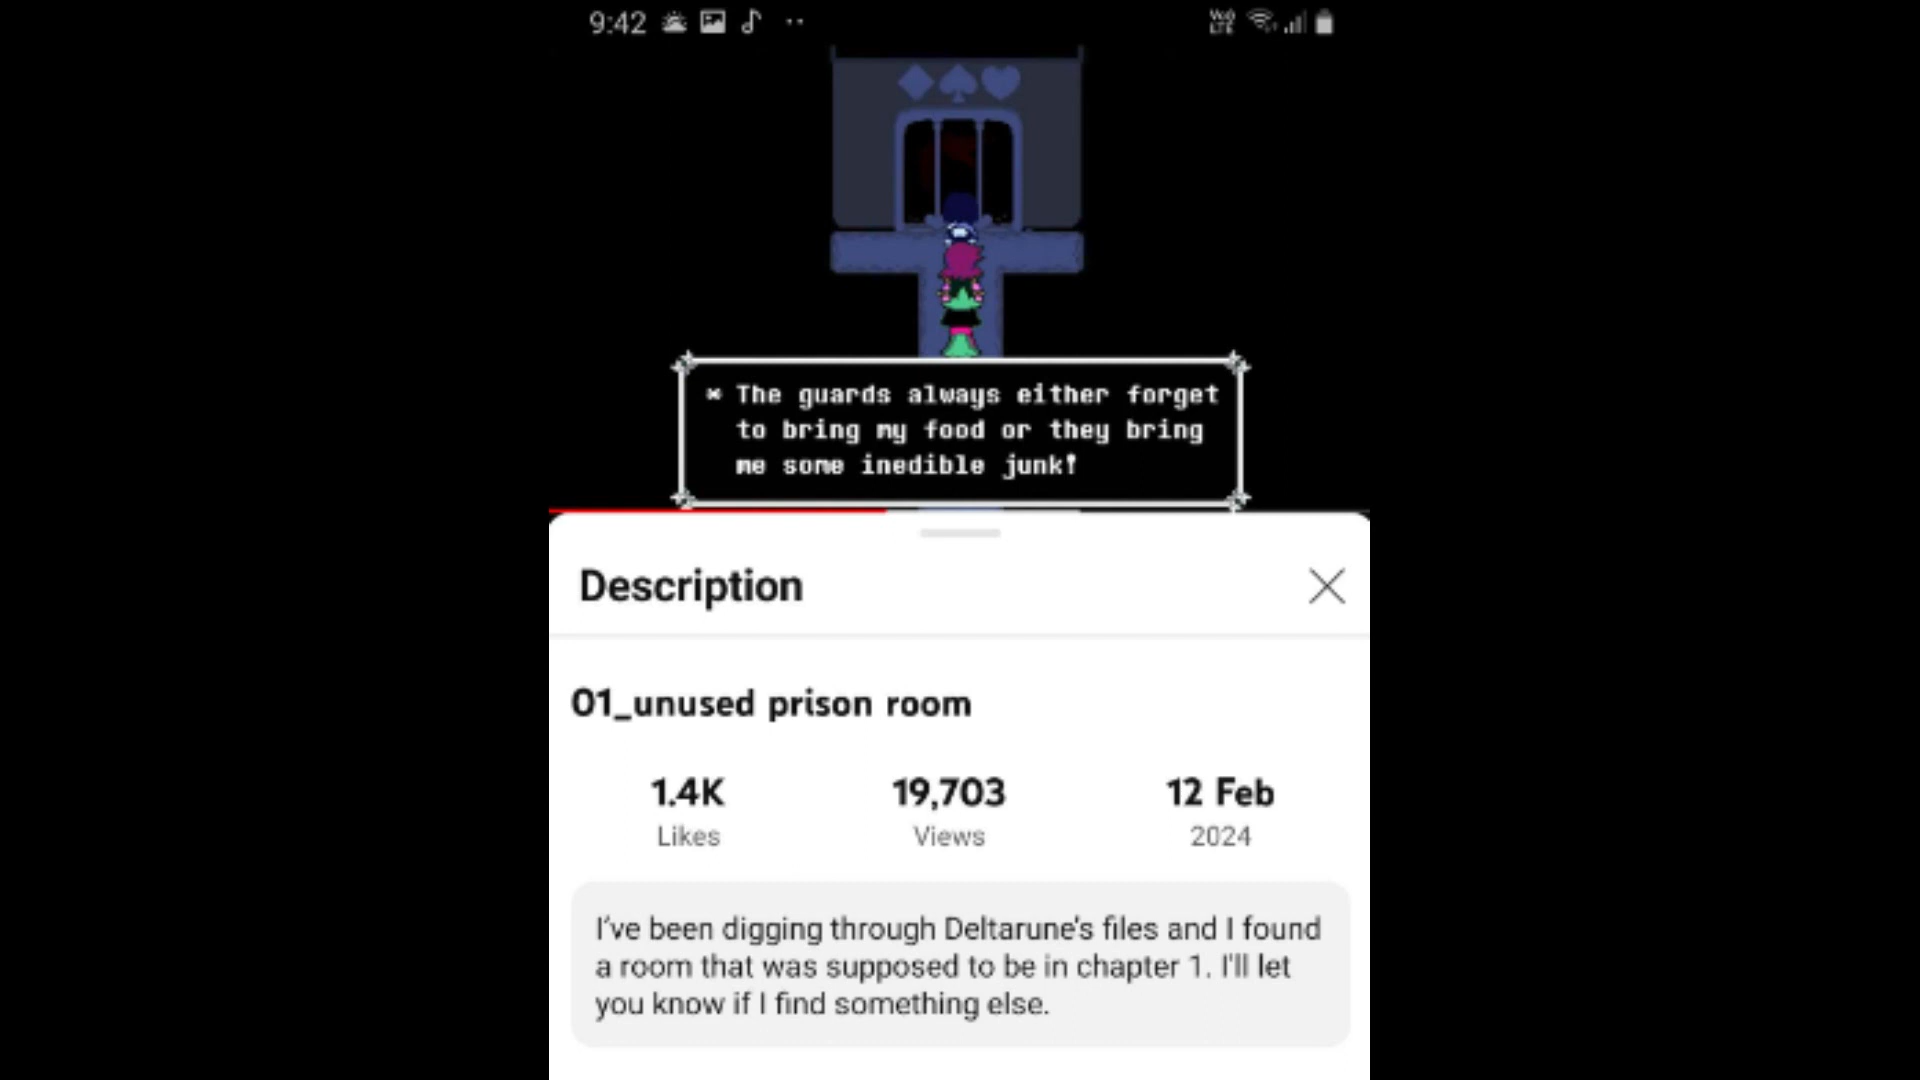 9:42
VoO LTE
* The guards always either forget
to bring my food or they bring
me some inedible junk!
Description
01_unused prison room
1.4K 19,703 12 Feb
Likes Views 2024
I've been digging through Deltarune's files and I found
a room that was supposed to be in chapter 1. I'll let
you know if I find something else.